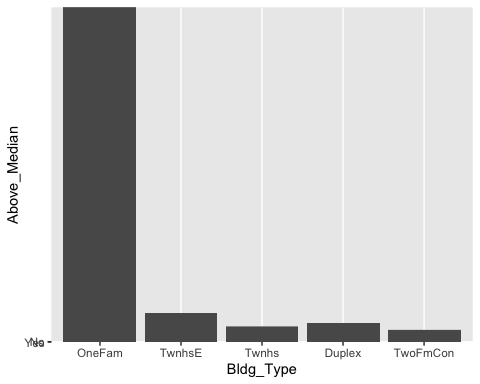 Above_Median
OneFam TwnhsE Twnhs Duplex TwoFmCon
Bldg_Type